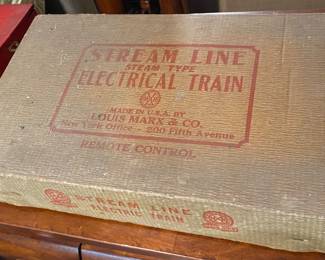 STREAM LINE
STEAM TYPE
ELECTRICAL TRAIN
MADE IN U.S.A. BY
LOUIS MARX & CO.
New York Office - 200 Fifth Avenue
REMOTE CONTROL
STREAM LINE
ELECTRIC TRAIN